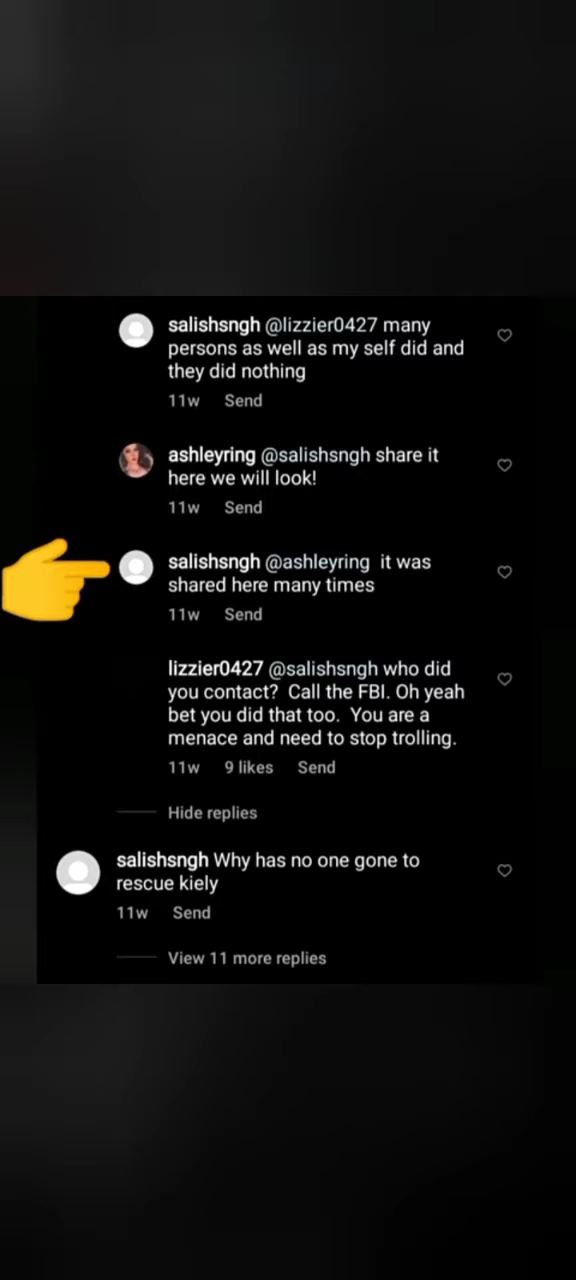 salishsngh @lizzier0427 many
persons as well as my self did and
they did nothing
11w Send
ashleyring @salishsngh share it
here we will look!
11w Send
salishsngh @ashleyring it was
shared here many times
11w Send
lizzier0427 @salishsngh who did
you contact? Call the FBI. Oh yeah
bet you did that too. You are a
menace and need to stop trolling.
11w 9 likes Send
Hide replies
salishsngh Why has no one gone to
rescue kiely
11w Send
View 11 more replies